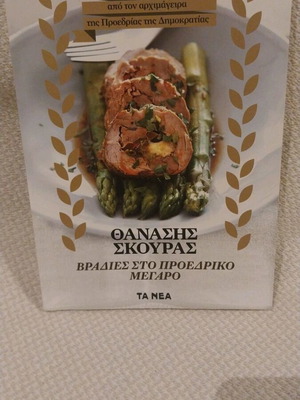 από τον αρχιμάγειρα
της Προεδρίας της Δημοκρατίας
ΘΑΝΑΣΗΣ
ΣΚΟΥΡΑΣ
ΒΡΑΔΙΕΣ ΣΤΟ ΠΡΟΕΔΡΙΚΟ
ΜΕΓΑΡΟ
ΤΑ ΝΕΑ